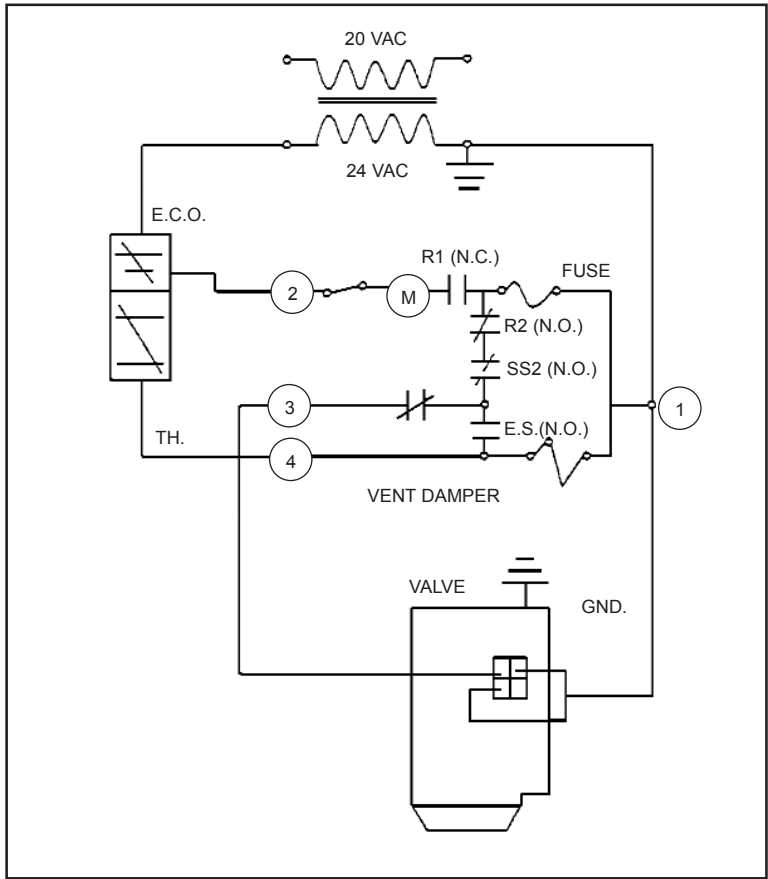 20 VAC
24 VAC
E.C.O.
R1 (N.C.)
FUSE
2
M
R2 (N.O.)
SS2 (N.O.)
3
1
E.S.(N.O.)
TH.
4
VENT DAMPER
VALVE
GND.